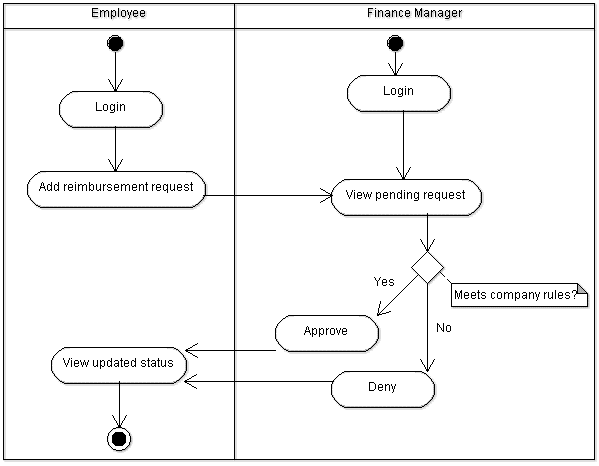 Employee
Finance Manager
Login
Login
Add reimbursement request
View pending request
Yes
Meets company rules?
No
Approve
View updated status
Deny